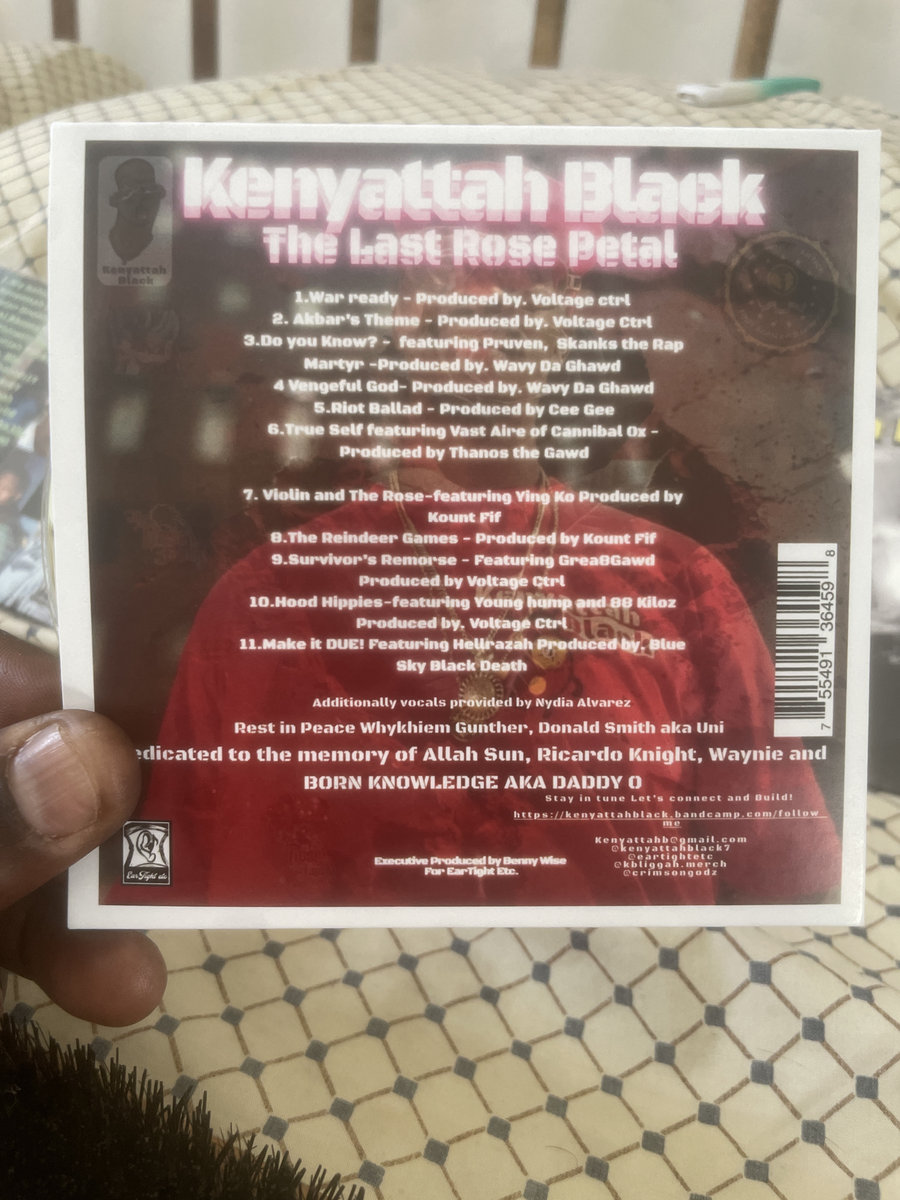 Kenyattah Black
The Last Rose Petal
Kenyattah
Black
1.War ready - Produced by. Voltage ctrl
2. Akbar's Theme - Produced by. Voltage Ctrl
3.Do you Know? - featuring Pruven, Skanks the Rap
Martyr -Produced by. Wavy Da Ghawd
4 Vengeful God- Produced by. Wavy Da Ghawd
5.Riot Ballad - Produced by Cee Gee
6.True Self featuring Vast Aire of Cannibal Ox -
Produced by Thanos the Gawd
7. Violin and The Rose-featuring Ying Ko Produced by
Kount Fif
8.The Reindeer Games - Produced by Kount Fif
9.Survivor's Remorse - Featuring Grea8Gawd
Produced by Voltage Ctrl
10.Hood Hippies-featuring Young hump and 88 Kiloz
Produced by. Voltage Ctrl
11.Make it DUE! Featuring Hellrazah Produced by. Blue
Sky Black Death
Additionally vocals provided by Nydia Alvarez
Rest in Peace Whykhiem Gunther, Donald Smith aka Uni
edicated to the memory of Allah Sun, Ricardo Knight, Waynie and
BORN KNOWLEDGE AKA DADDY O
Stay in tune Let's connect and Build!
https://kenyattahblack.bandcamp.com/follow_
me
Kenyattahb@gmail.com
@kenyattahblack7
@eartightetc
@kbliggah.merch
@crimsongodz
Executive Produced by Benny Wise
For EarTight Etc.
EarTight etc
7 55491 36459 8